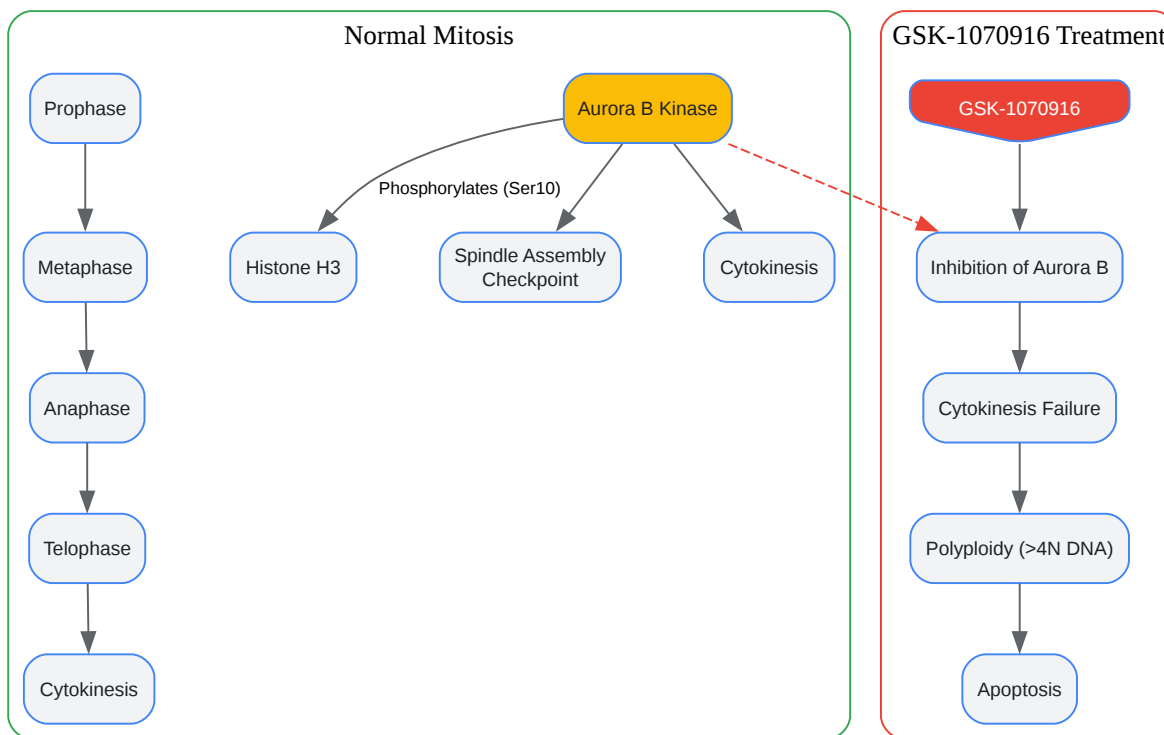 Normal Mitosis
GSK-1070916 Treatment
Prophase
Aurora B Kinase
GSK-1070916
Phosphorylates (Ser10)
Metaphase
Histone H3
Spindle Assembly
Checkpoint
Cytokinesis
Inhibition of Aurora B
Anaphase
Cytokinesis Failure
Telophase
Polyploidy (>4N DNA)
Cytokinesis
Apoptosis